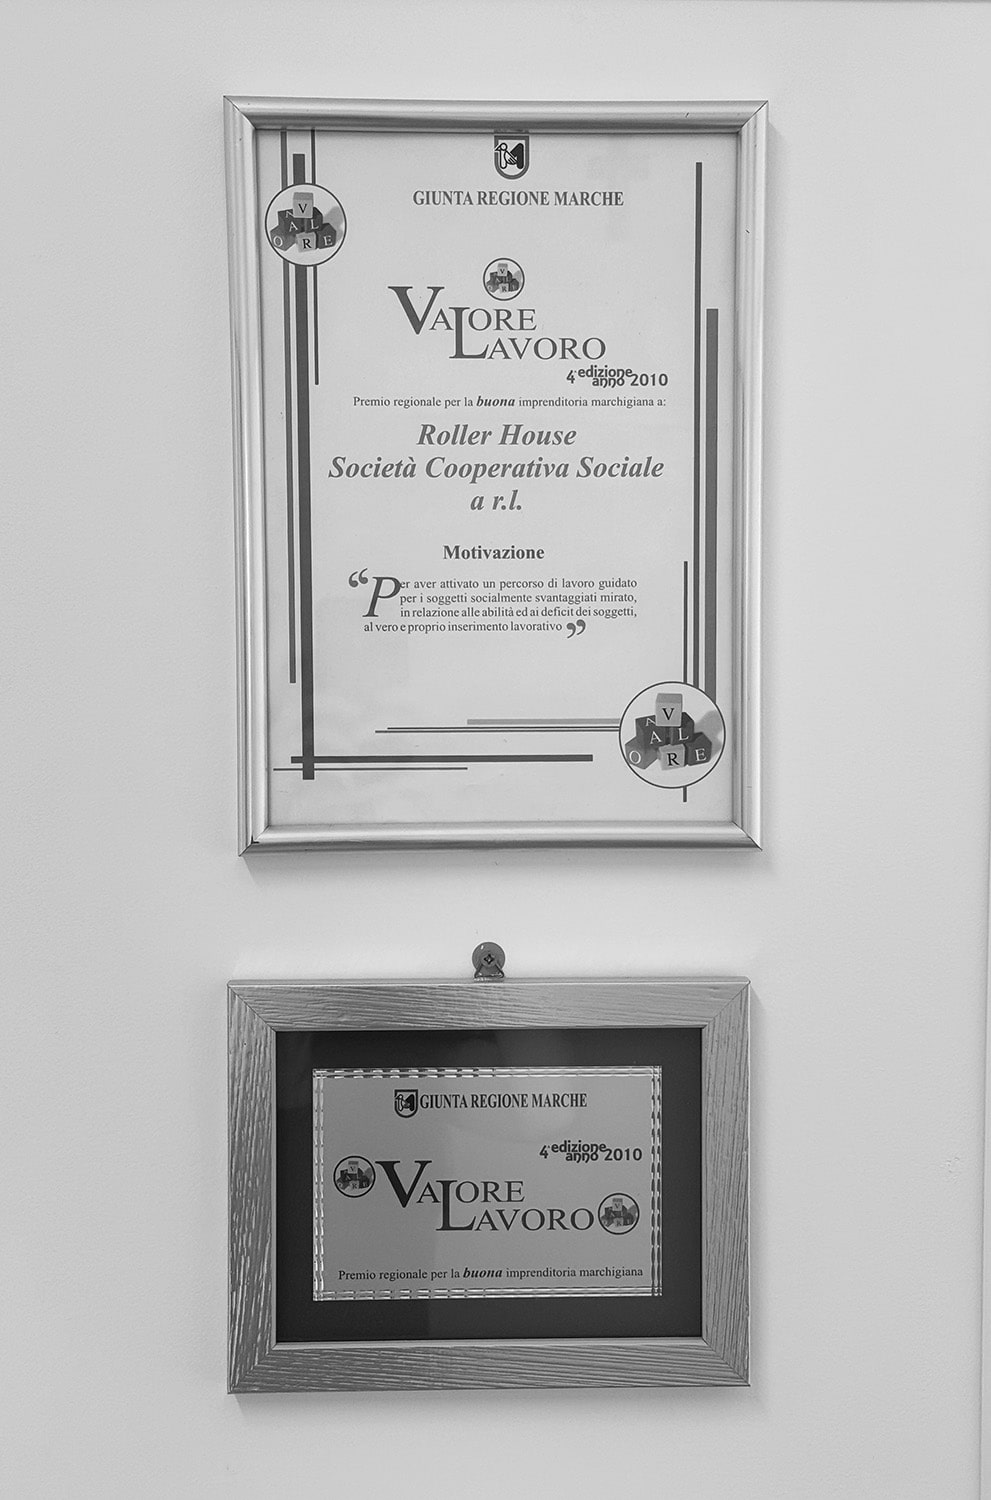 GIUNTA REGIONE MARCHE
VALORE
LAVORO
4ª edizione
anno 2010
Premio regionale per la buona imprenditoria marchigiana a:
Roller House
Società Cooperativa Sociale
a r.l.
Motivazione
“Per aver attivato un percorso di lavoro guidato
per i soggetti socialmente svantaggiati mirato,
in relazione alle abilità ed ai deficit dei soggetti,
al vero e proprio inserimento lavorativo”
V
A L
O R E
V
A L
O R E
GIUNTA REGIONE MARCHE
4ª edizione
anno 2010
VALORE
LAVORO
Premio regionale per la buona imprenditoria marchigiana